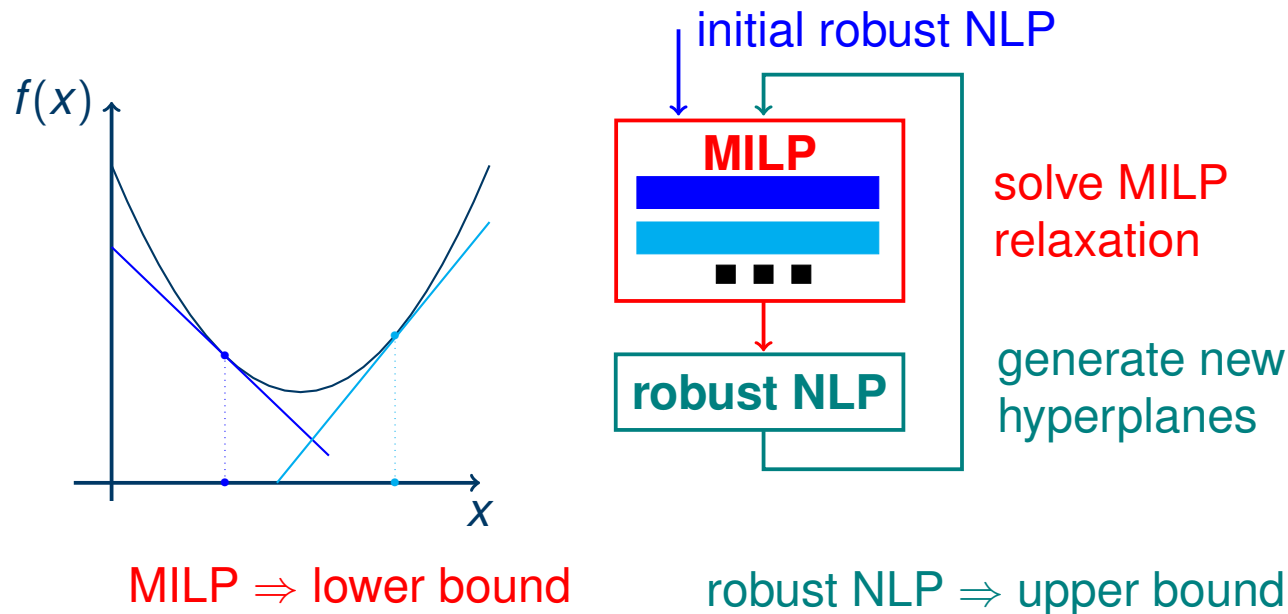 initial robust NLP
f(x)
MILP
solve MILP
relaxation
robust NLP
generate new
hyperplanes
x
MILP ⇒ lower bound
robust NLP ⇒ upper bound